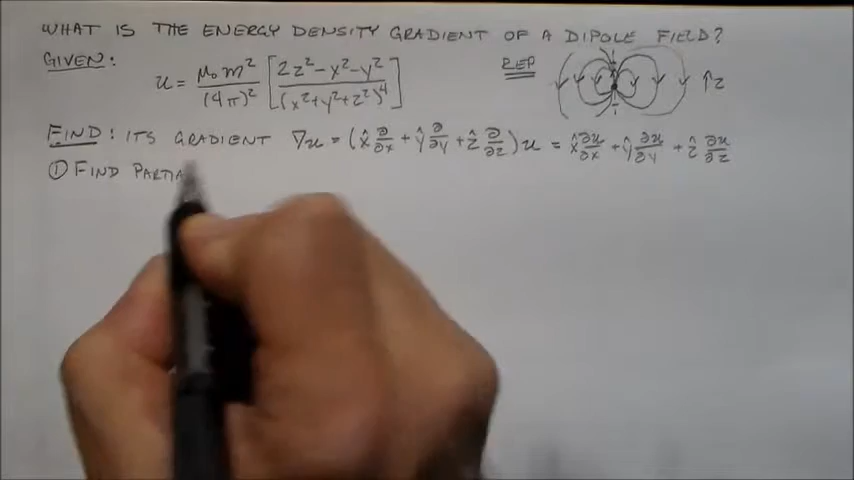 WHAT IS THE ENERGY DENSITY GRADIENT OF A DIPOLE FIELD?
GIVEN: u = μ₀m²/(4π)² [ (2z²-x²-y²)/(x²+y²+z²)⁴ ] REP ↑z
FIND: ITS GRADIENT ∇u = (x̂ ∂/∂x + ŷ ∂/∂y + ẑ ∂/∂z)u = x̂ ∂u/∂x + ŷ ∂u/∂y + ẑ ∂u/∂z
① FIND PARTIA